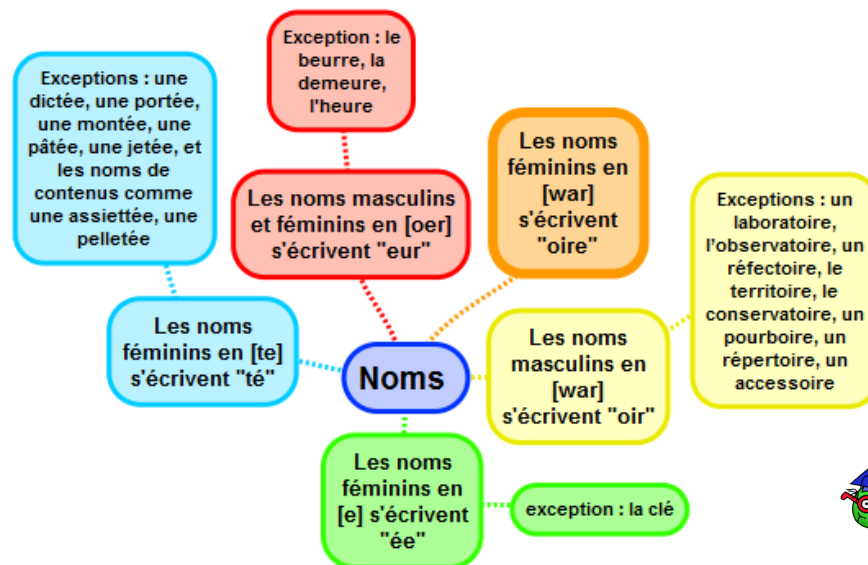 Exceptions : une
dictée, une portée,
une montée, une
pâtée, une jetée, et
les noms de
contenus comme
une assiettée, une
pelletée
Exception : le
beurre, la
demeure,
l'heure
Les noms masculins
et féminins en [oer]
s'écrivent "eur"
Les noms
féminins en
[war]
s'écrivent
"oire"
Exceptions : un
laboratoire,
l'observatoire, un
réfectoire, le
territoire, le
conservatoire, un
pourboire, un
répertoire, un
accessoire
Les noms
féminins en [te]
s'écrivent "té"
Noms
Les noms
masculins en
[war]
s'écrivent "oir"
Les noms
féminins en
[e] s'écrivent
"ée"
exception : la clé